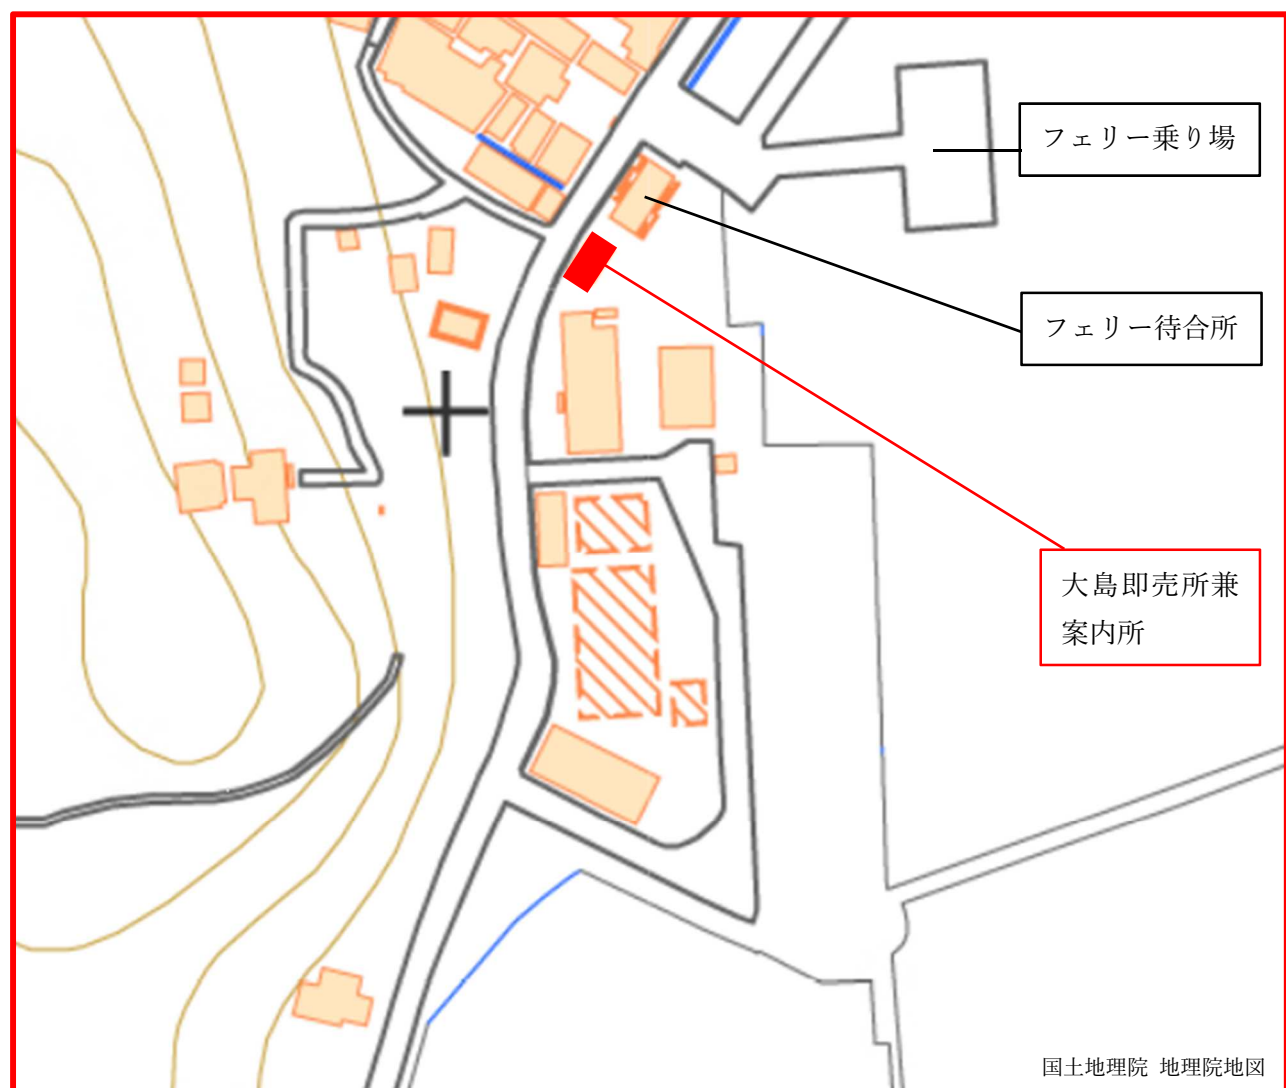 フェリー乗り場
フェリー待合所
大島即売所兼
案内所
国土地理院 地理院地図